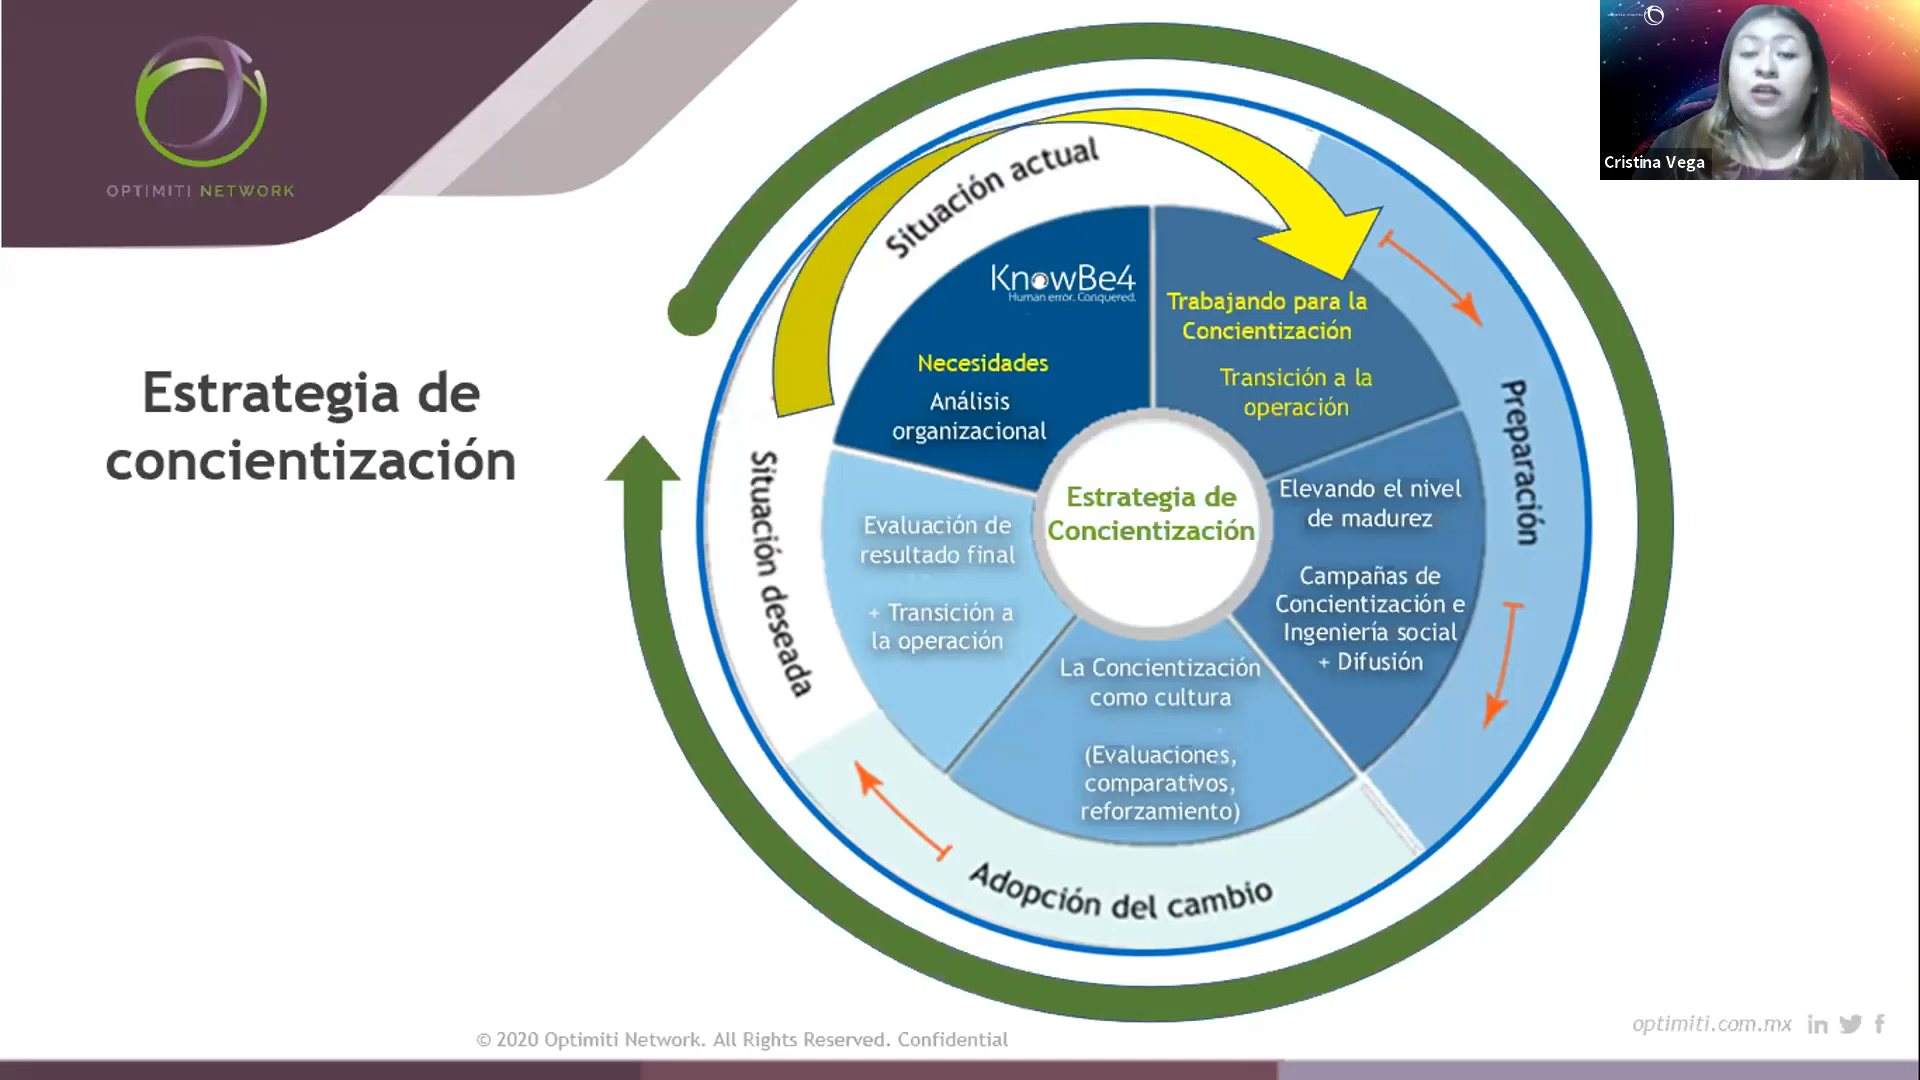 OPTIMITI NETWORK
Cristina Vega
Estrategia de
concientización
Situación actual
KnowBe4
Human error. Conquered.
Necesidades
Análisis
organizacional
Trabajando para la
Concientización
Transición a la
operación
Preparación
Elevando el nivel
de madurez
Campañas de
Concientización e
Ingeniería social
+ Difusión
Estrategia de
Concientización
La Concientización
como cultura
(Evaluaciones,
comparativos,
reforzamiento)
Adopción del cambio
Situación deseada
Evaluación de
resultado final
+ Transición a
la operación
© 2020 Optimiti Network. All Rights Reserved. Confidential
optimiti.com.mx